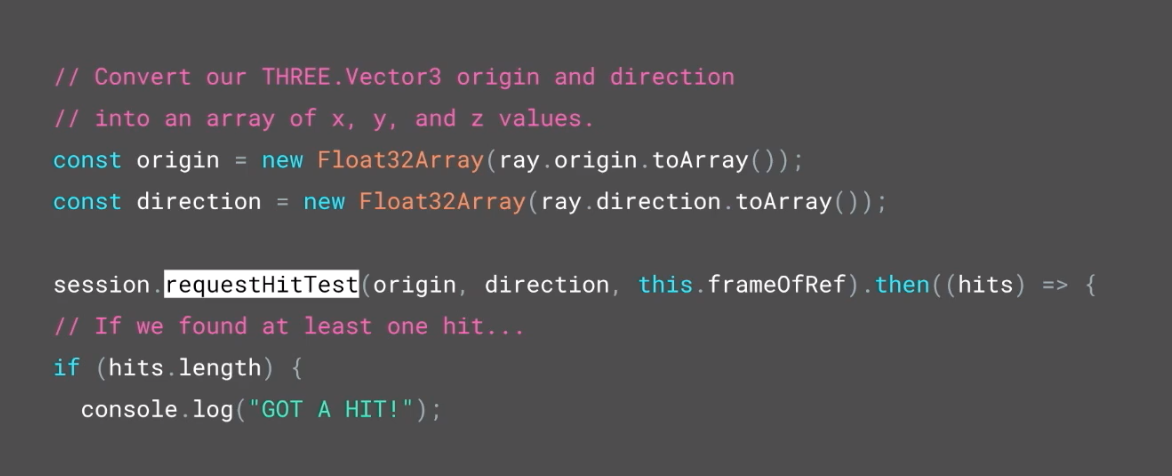 // Convert our THREE.Vector3 origin and direction
// into an array of x, y, and z values.
const origin = new Float32Array(ray.origin.toArray());
const direction = new Float32Array(ray.direction.toArray());
session.requestHitTest(origin, direction, this.frameOfRef).then((hits) => {
// If we found at least one hit...
if (hits.length) {
console.log("GOT A HIT!");